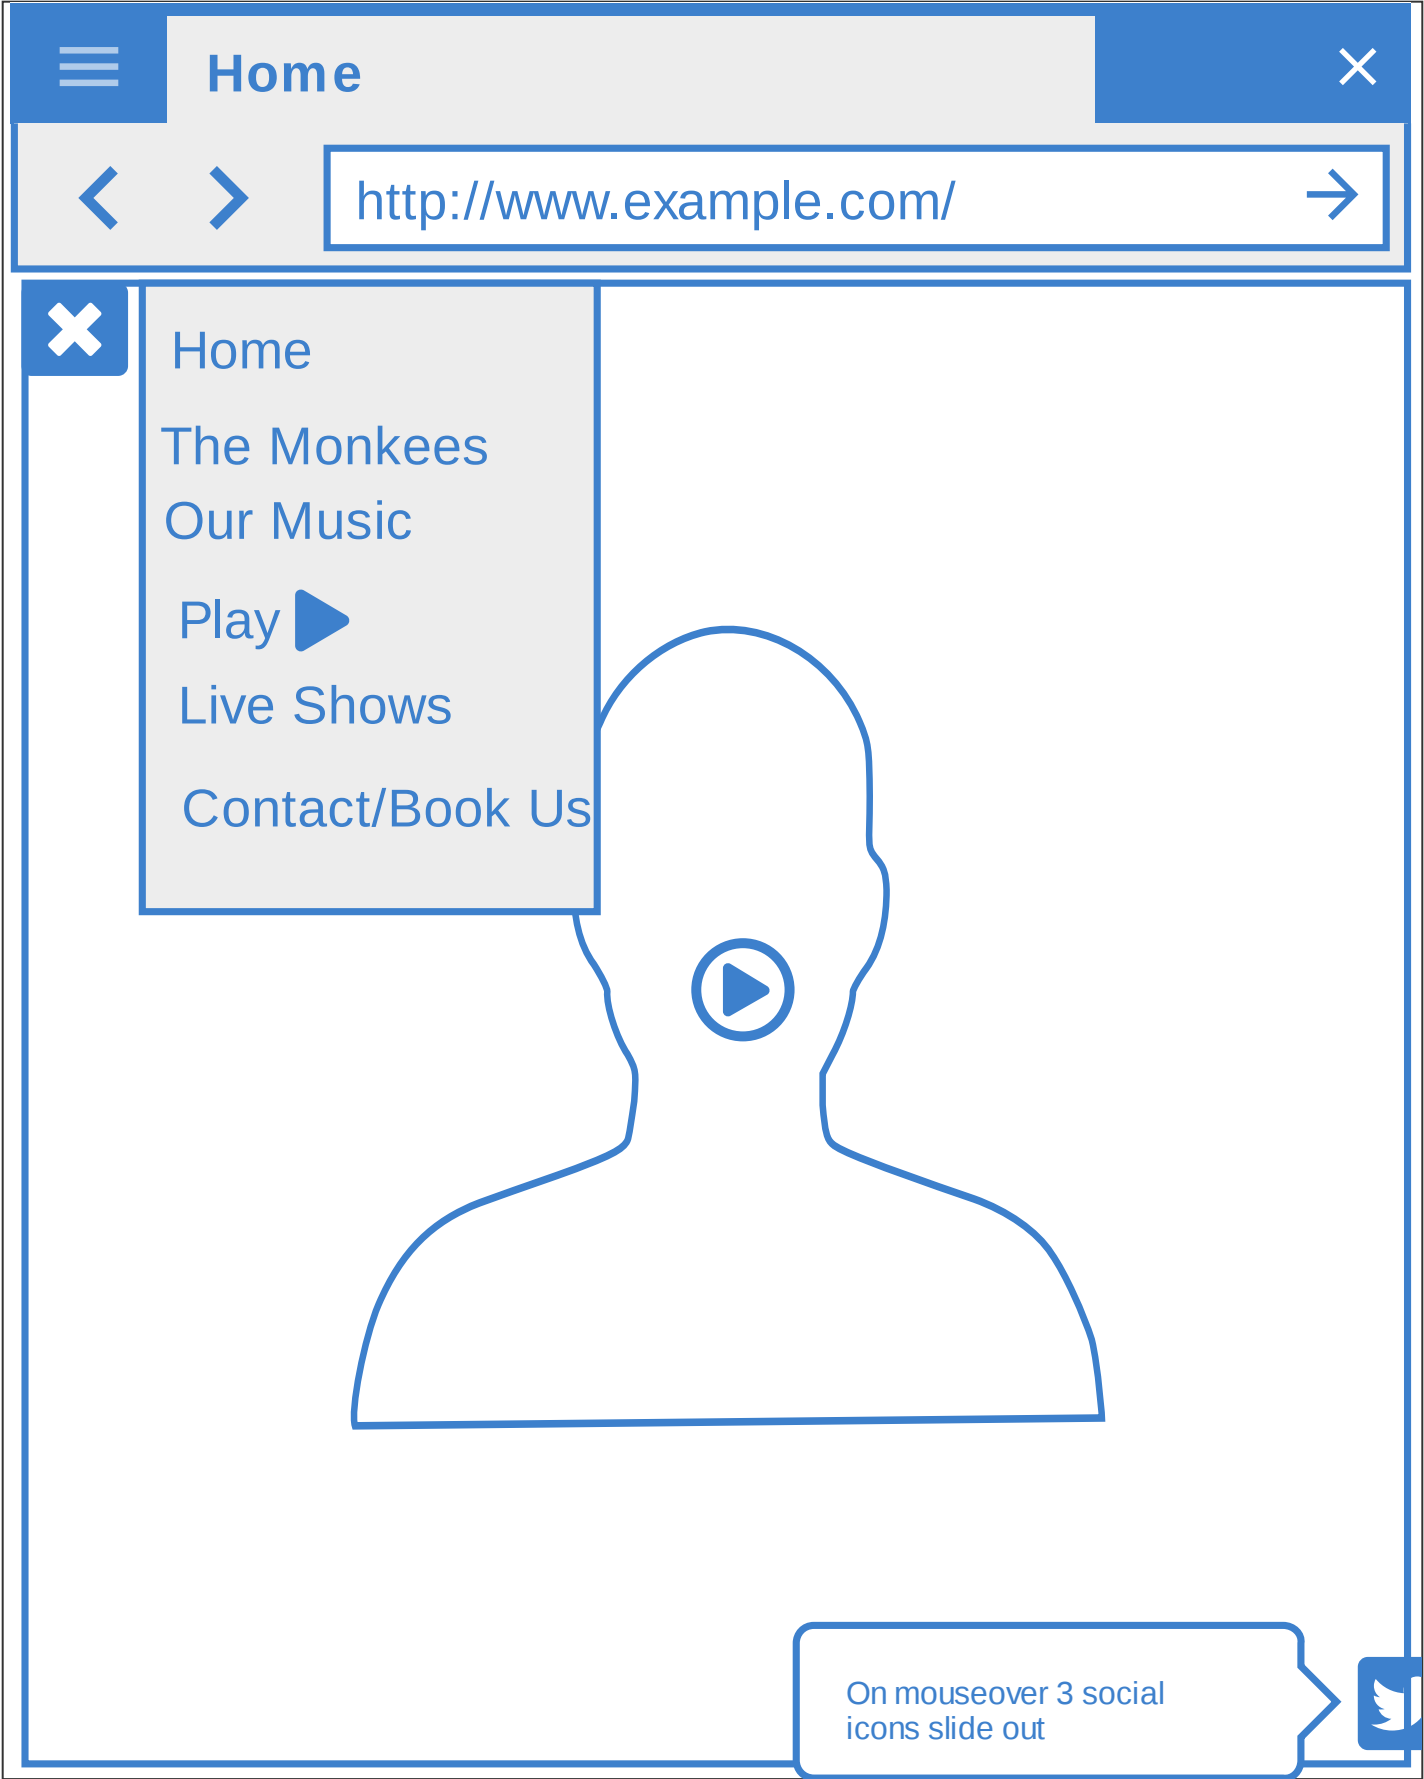 Home
http://www.example.com/
Home
The Monkees
Our Music
Play
Live Shows
Contact/Book Us
On mouseover 3 social
icons slide out